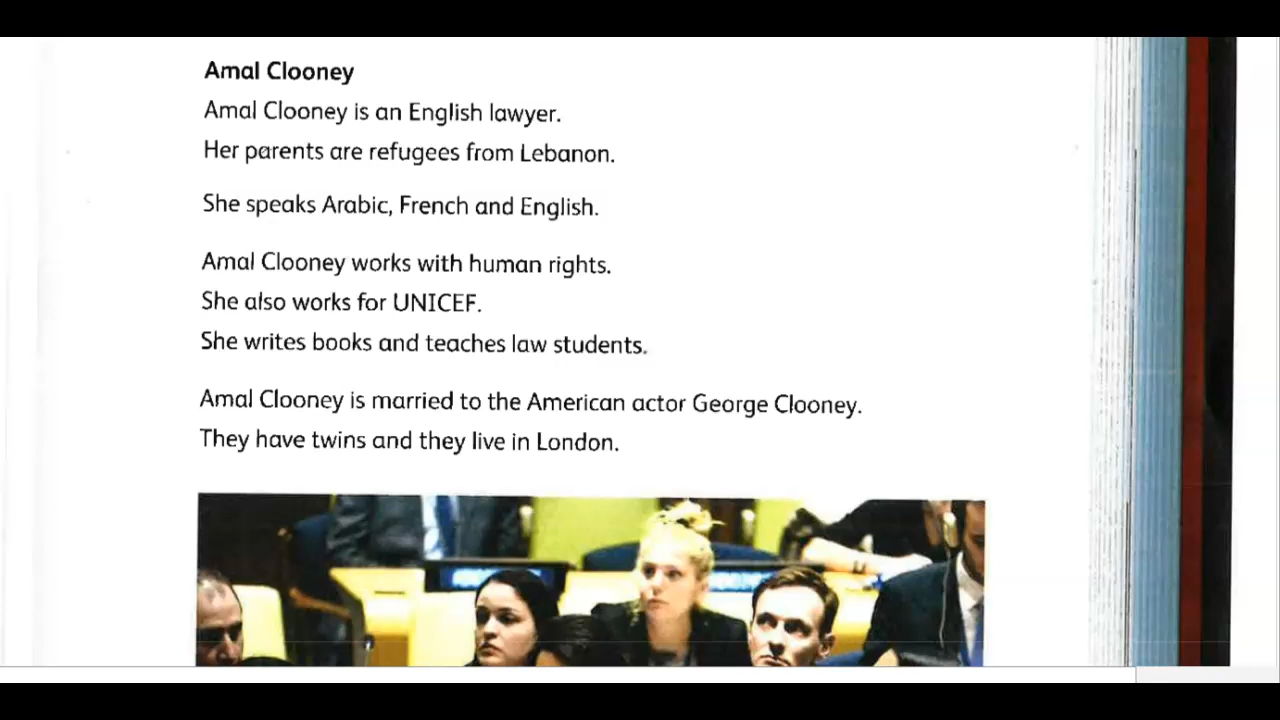 Amal Clooney
Amal Clooney is an English lawyer.
Her parents are refugees from Lebanon.
She speaks Arabic, French and English.
Amal Clooney works with human rights.
She also works for UNICEF.
She writes books and teaches law students.
Amal Clooney is married to the American actor George Clooney.
They have twins and they live in London.